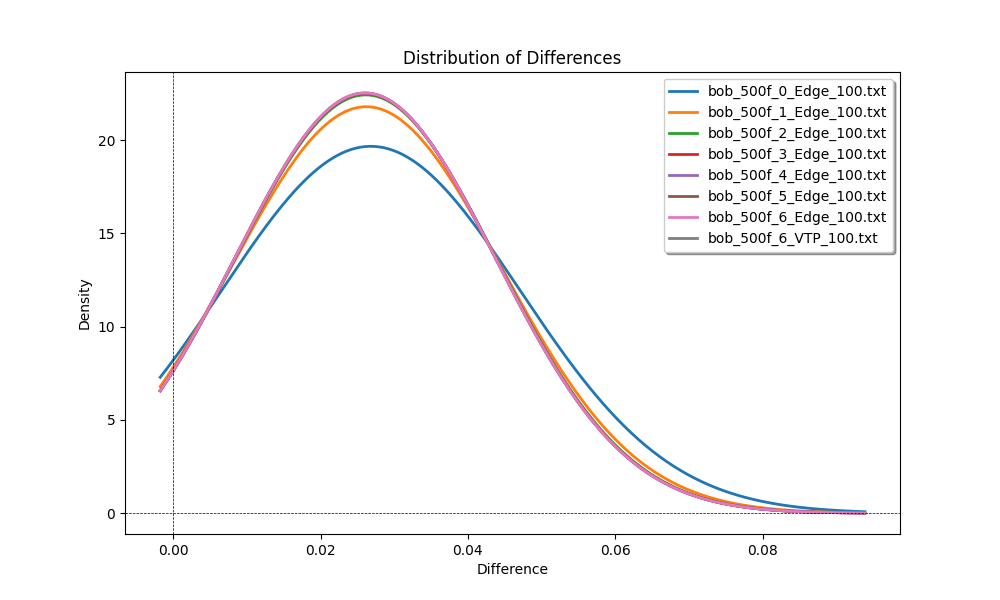 Distribution of Differences
bob_500f_0_Edge_100.txt
bob_500f_1_Edge_100.txt
bob_500f_2_Edge_100.txt
bob_500f_3_Edge_100.txt
bob_500f_4_Edge_100.txt
bob_500f_5_Edge_100.txt
bob_500f_6_Edge_100.txt
bob_500f_6_VTP_100.txt
20
15
10
5
0
Density
0.00 0.02 0.04 0.06 0.08
Difference